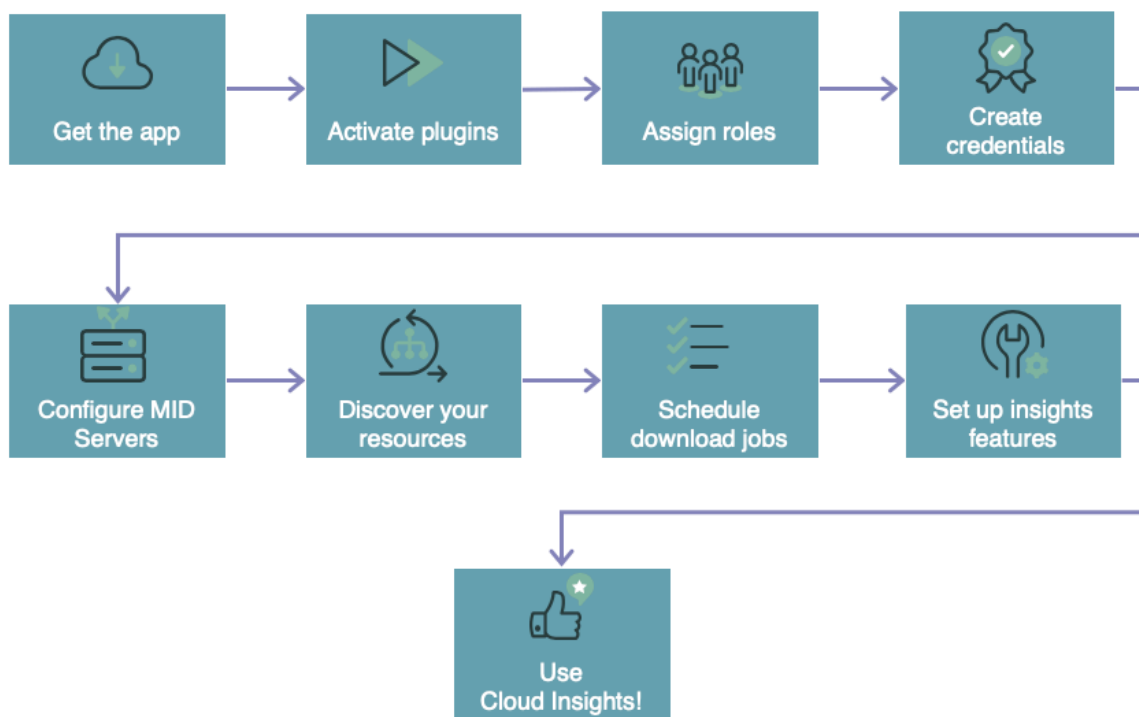 Get the app
Activate plugins
Assign roles
Create
credentials
Configure MID
Servers
Discover your
resources
Schedule
download jobs
Set up insights
features
Use
Cloud Insights!